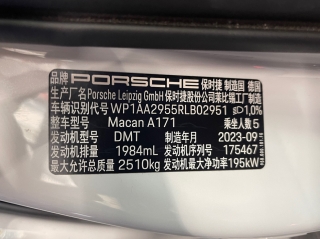 品牌 PORSCHE 保时捷 制造国 德国
生产厂名 Porsche Leipzig GmbH 保时捷股份公司莱比锡工厂制造
车辆识别代号 WP1AA2955RLB02951 1,0%
整车型号 Macan A171 乘坐人数 5
发动机型号 DMT 制造年月 2023-09
发动机排量 1984mL 发动机序列号 175467
最大允许总质量 2510kg 发动机最大净功率 195kW